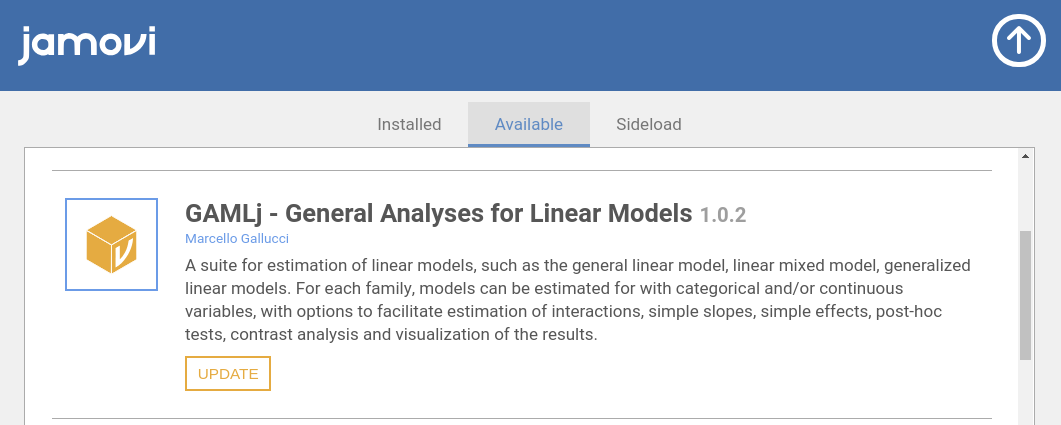 jamovi
Installed Available Sideload
GAMLj - General Analyses for Linear Models 1.0.2
Marcello Gallucci
A suite for estimation of linear models, such as the general linear model, linear mixed model, generalized
linear models. For each family, models can be estimated for with categorical and/or continuous
variables, with options to facilitate estimation of interactions, simple slopes, simple effects, post-hoc
tests, contrast analysis and visualization of the results.
UPDATE